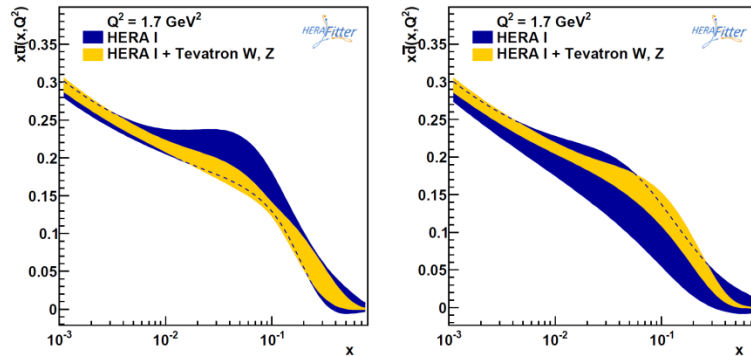 xu̅(x,Q²)
Q² = 1.7 GeV²
HERA I
HERA I + Tevatron W, Z
HERAFitter
0.35
0.3
0.25
0.2
0.15
0.1
0.05
0
10⁻³
10⁻²
10⁻¹
1
x
xd̅(x,Q²)
Q² = 1.7 GeV²
HERA I
HERA I + Tevatron W, Z
HERAFitter
0.35
0.3
0.25
0.2
0.15
0.1
0.05
0
10⁻³
10⁻²
10⁻¹
1
x